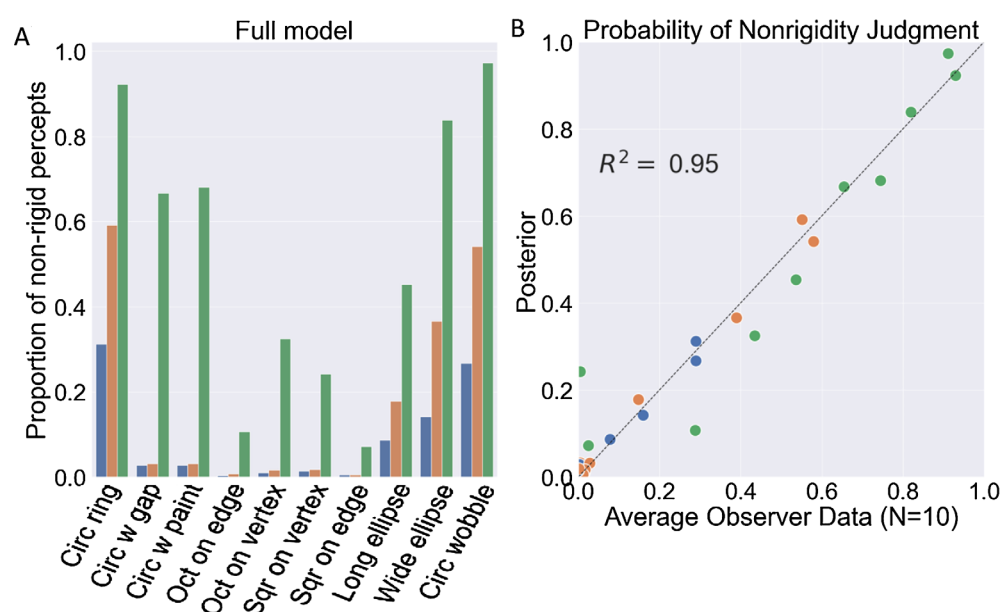 A
Full model
Proportion of non-rigid percepts
1.0
0.8
0.6
0.4
0.2
0.0
Circ ring
Circ w gap
Circ w paint
Oct on edge
Oct on vertex
Sqr on vertex
Sqr on edge
Long ellipse
Wide ellipse
Circ wobble
B
Probability of Nonrigidity Judgment
Posterior
1.0
0.8
0.6
0.4
0.2
0.0
R² = 0.95
0.0 0.2 0.4 0.6 0.8 1.0
Average Observer Data (N=10)